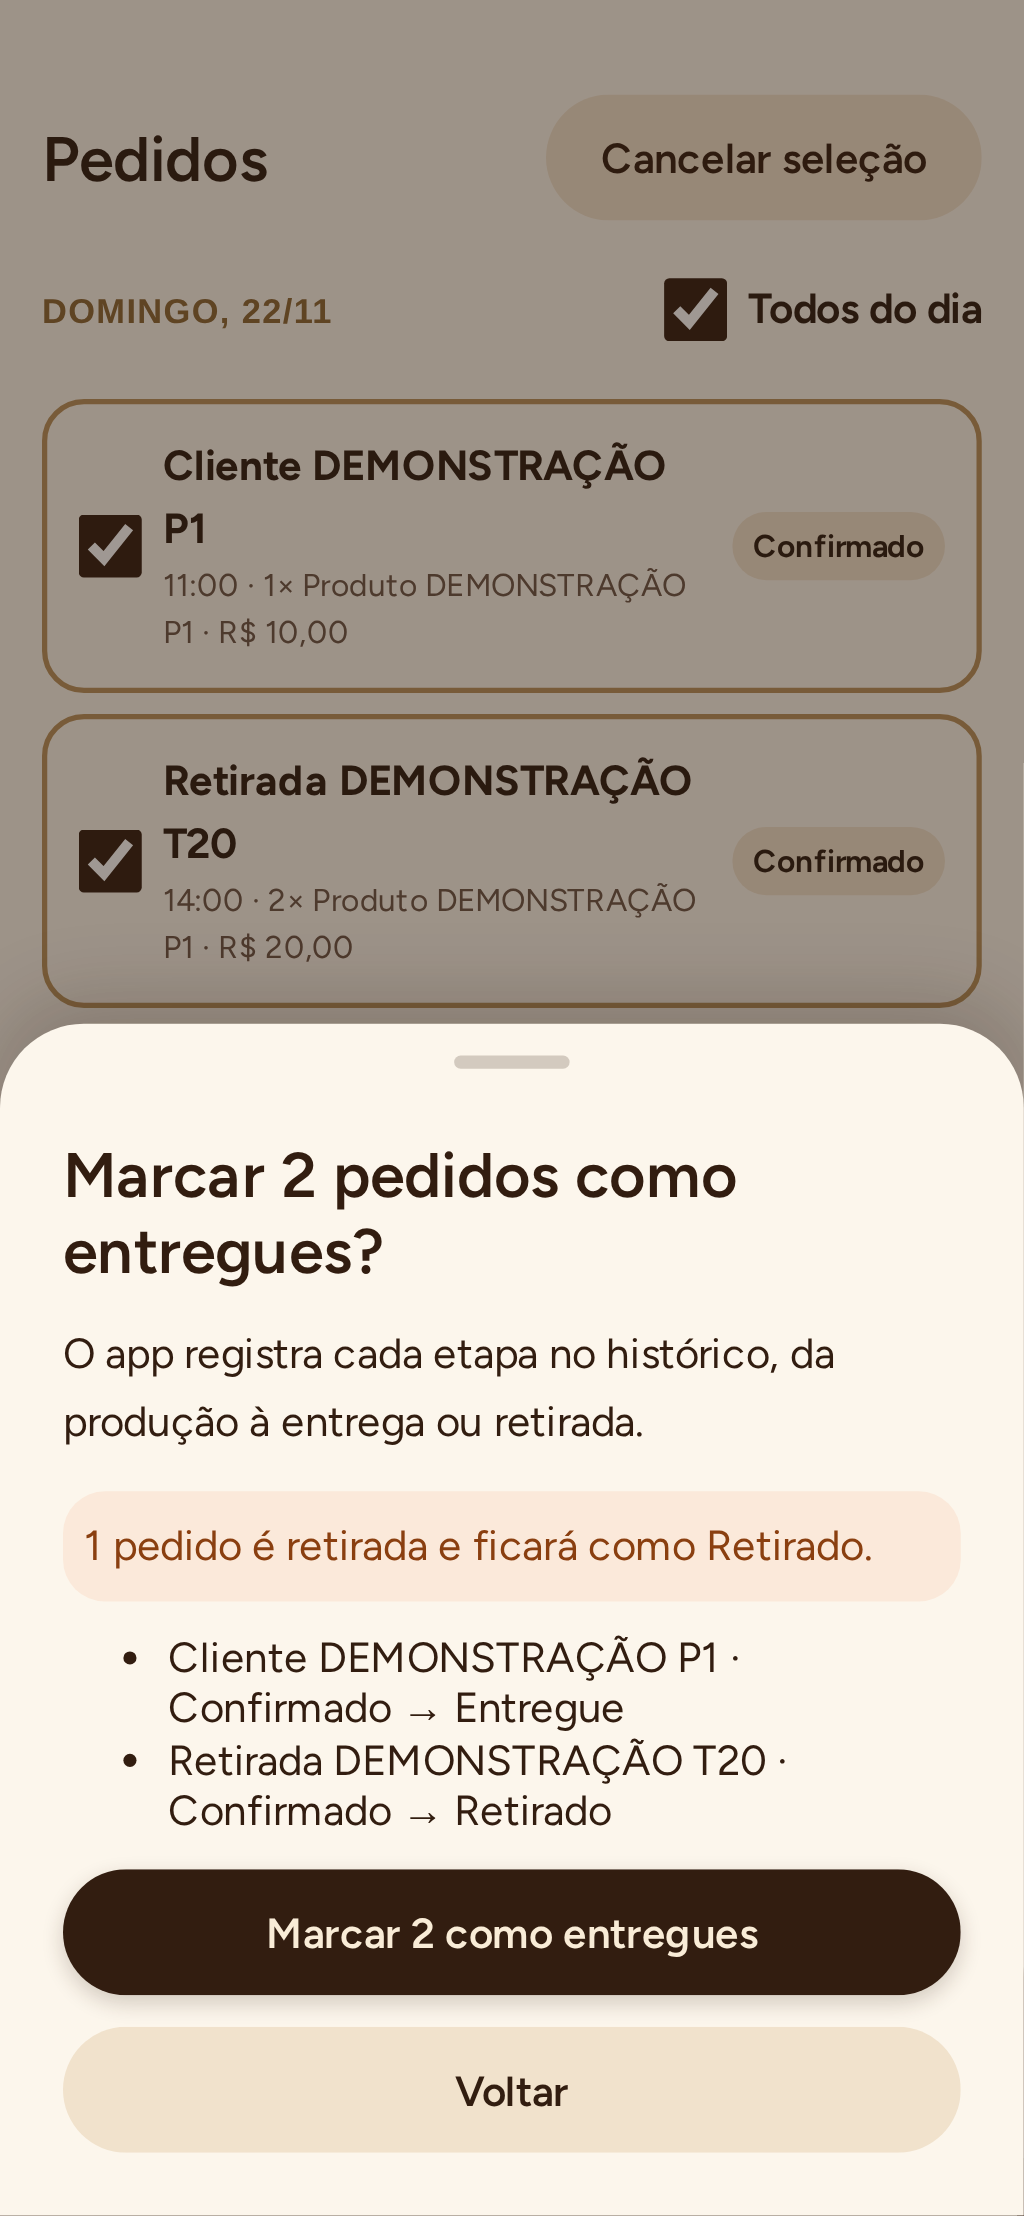 Pedidos
Cancelar seleção
DOMINGO, 22/11
Todos do dia
Cliente DEMONSTRAÇÃO
P1
11:00 · 1× Produto DEMONSTRAÇÃO
P1 · R$ 10,00
Confirmado
Retirada DEMONSTRAÇÃO
T20
14:00 · 2× Produto DEMONSTRAÇÃO
P1 · R$ 20,00
Confirmado
Marcar 2 pedidos como
entregues?
O app registra cada etapa no histórico, da
produção à entrega ou retirada.
1 pedido é retirada e ficará como Retirado.
• Cliente DEMONSTRAÇÃO P1 ·
Confirmado → Entregue
• Retirada DEMONSTRAÇÃO T20 ·
Confirmado → Retirado
Marcar 2 como entregues
Voltar